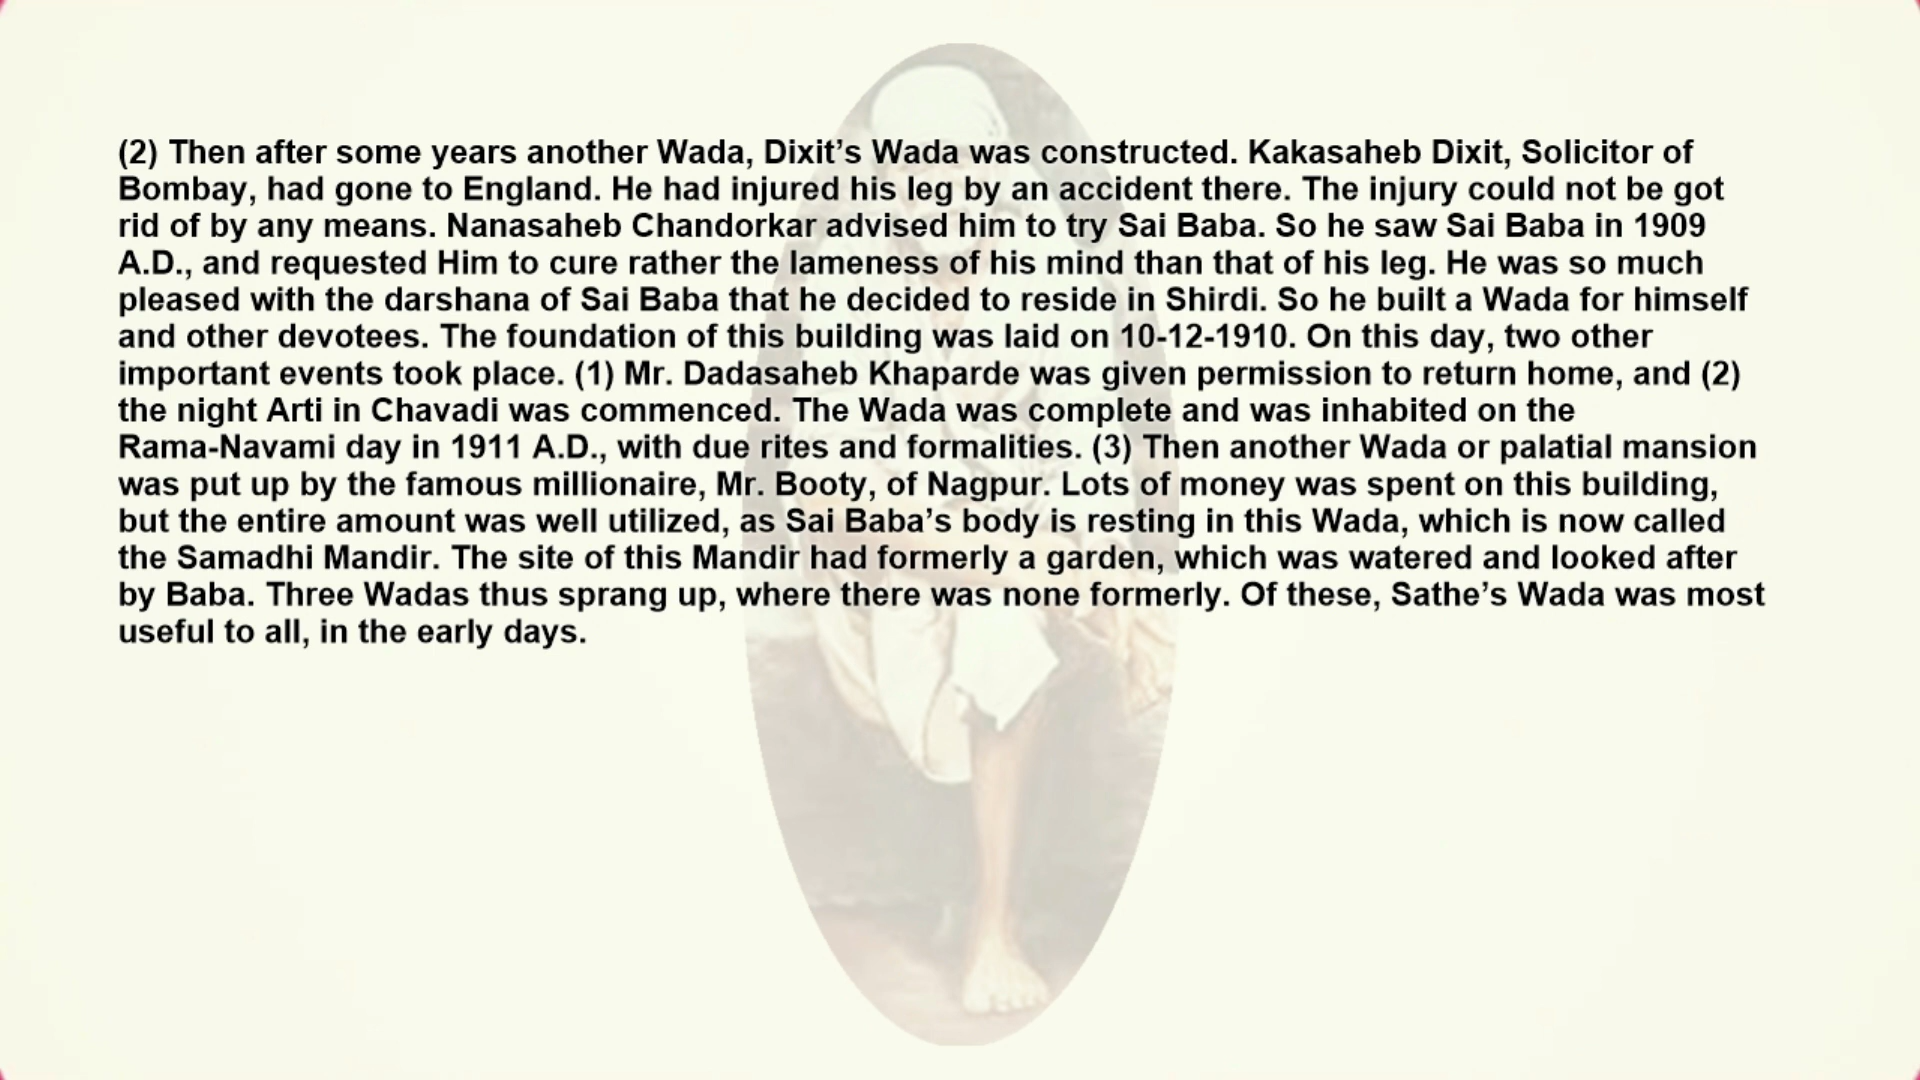 (2) Then after some years another Wada, Dixit’s Wada was constructed. Kakasaheb Dixit, Solicitor of
Bombay, had gone to England. He had injured his leg by an accident there. The injury could not be got
rid of by any means. Nanasaheb Chandorkar advised him to try Sai Baba. So he saw Sai Baba in 1909
A.D., and requested Him to cure rather the lameness of his mind than that of his leg. He was so much
pleased with the darshana of Sai Baba that he decided to reside in Shirdi. So he built a Wada for himself
and other devotees. The foundation of this building was laid on 10-12-1910. On this day, two other
important events took place. (1) Mr. Dadasaheb Khaparde was given permission to return home, and (2)
the night Arti in Chavadi was commenced. The Wada was complete and was inhabited on the
Rama-Navami day in 1911 A.D., with due rites and formalities. (3) Then another Wada or palatial mansion
was put up by the famous millionaire, Mr. Booty, of Nagpur. Lots of money was spent on this building,
but the entire amount was well utilized, as Sai Baba’s body is resting in this Wada, which is now called
the Samadhi Mandir. The site of this Mandir had formerly a garden, which was watered and looked after
by Baba. Three Wadas thus sprang up, where there was none formerly. Of these, Sathe’s Wada was most
useful to all, in the early days.